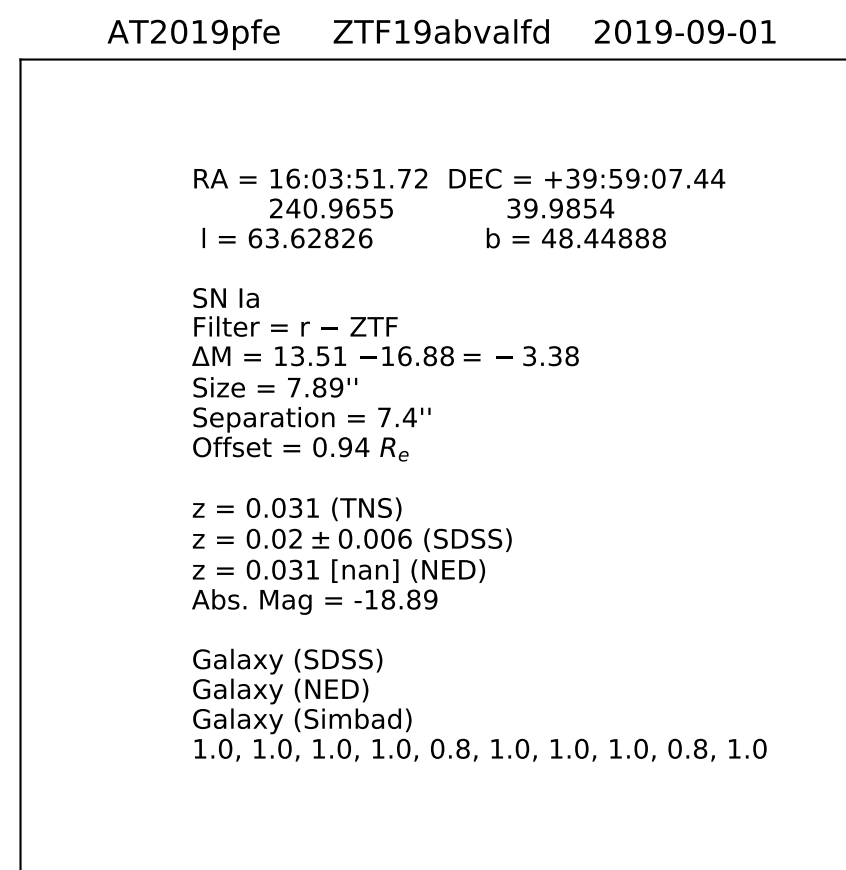 AT2019pfe ZTF19abvalfd 2019-09-01
RA = 16:03:51.72 DEC = +39:59:07.44
240.9655 39.9854
l = 63.62826 b = 48.44888
SN Ia
Filter = r − ZTF
ΔM = 13.51 −16.88 = − 3.38
Size = 7.89''
Separation = 7.4''
Offset = 0.94 Re
z = 0.031 (TNS)
z = 0.02 ± 0.006 (SDSS)
z = 0.031 [nan] (NED)
Abs. Mag = -18.89
Galaxy (SDSS)
Galaxy (NED)
Galaxy (Simbad)
1.0, 1.0, 1.0, 1.0, 0.8, 1.0, 1.0, 1.0, 0.8, 1.0